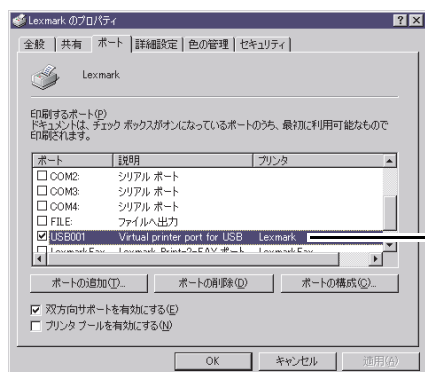 Lexmark のプロパティ
全般 共有 ポート 詳細設定 色の管理 セキュリティ
Lexmark
印刷するポート(P)
ドキュメントは、チェック ボックスがオンになっているポートのうち、最初に利用可能なもので
印刷されます。
ポート 説明 プリンタ
COM2: シリアル ポート
COM3: シリアル ポート
COM4: シリアル ポート
FILE: ファイルへ出力
USB001 Virtual printer port for USB Lexmark
LexmarkFax Lexmark Print-2-FAX ポート LexmarkFax
ポートの追加(T)... ポートの削除(D) ポートの構成(C)...
双方向サポートを有効にする(E)
プリンタ プールを有効にする(N)
OK キャンセル 適用(A)